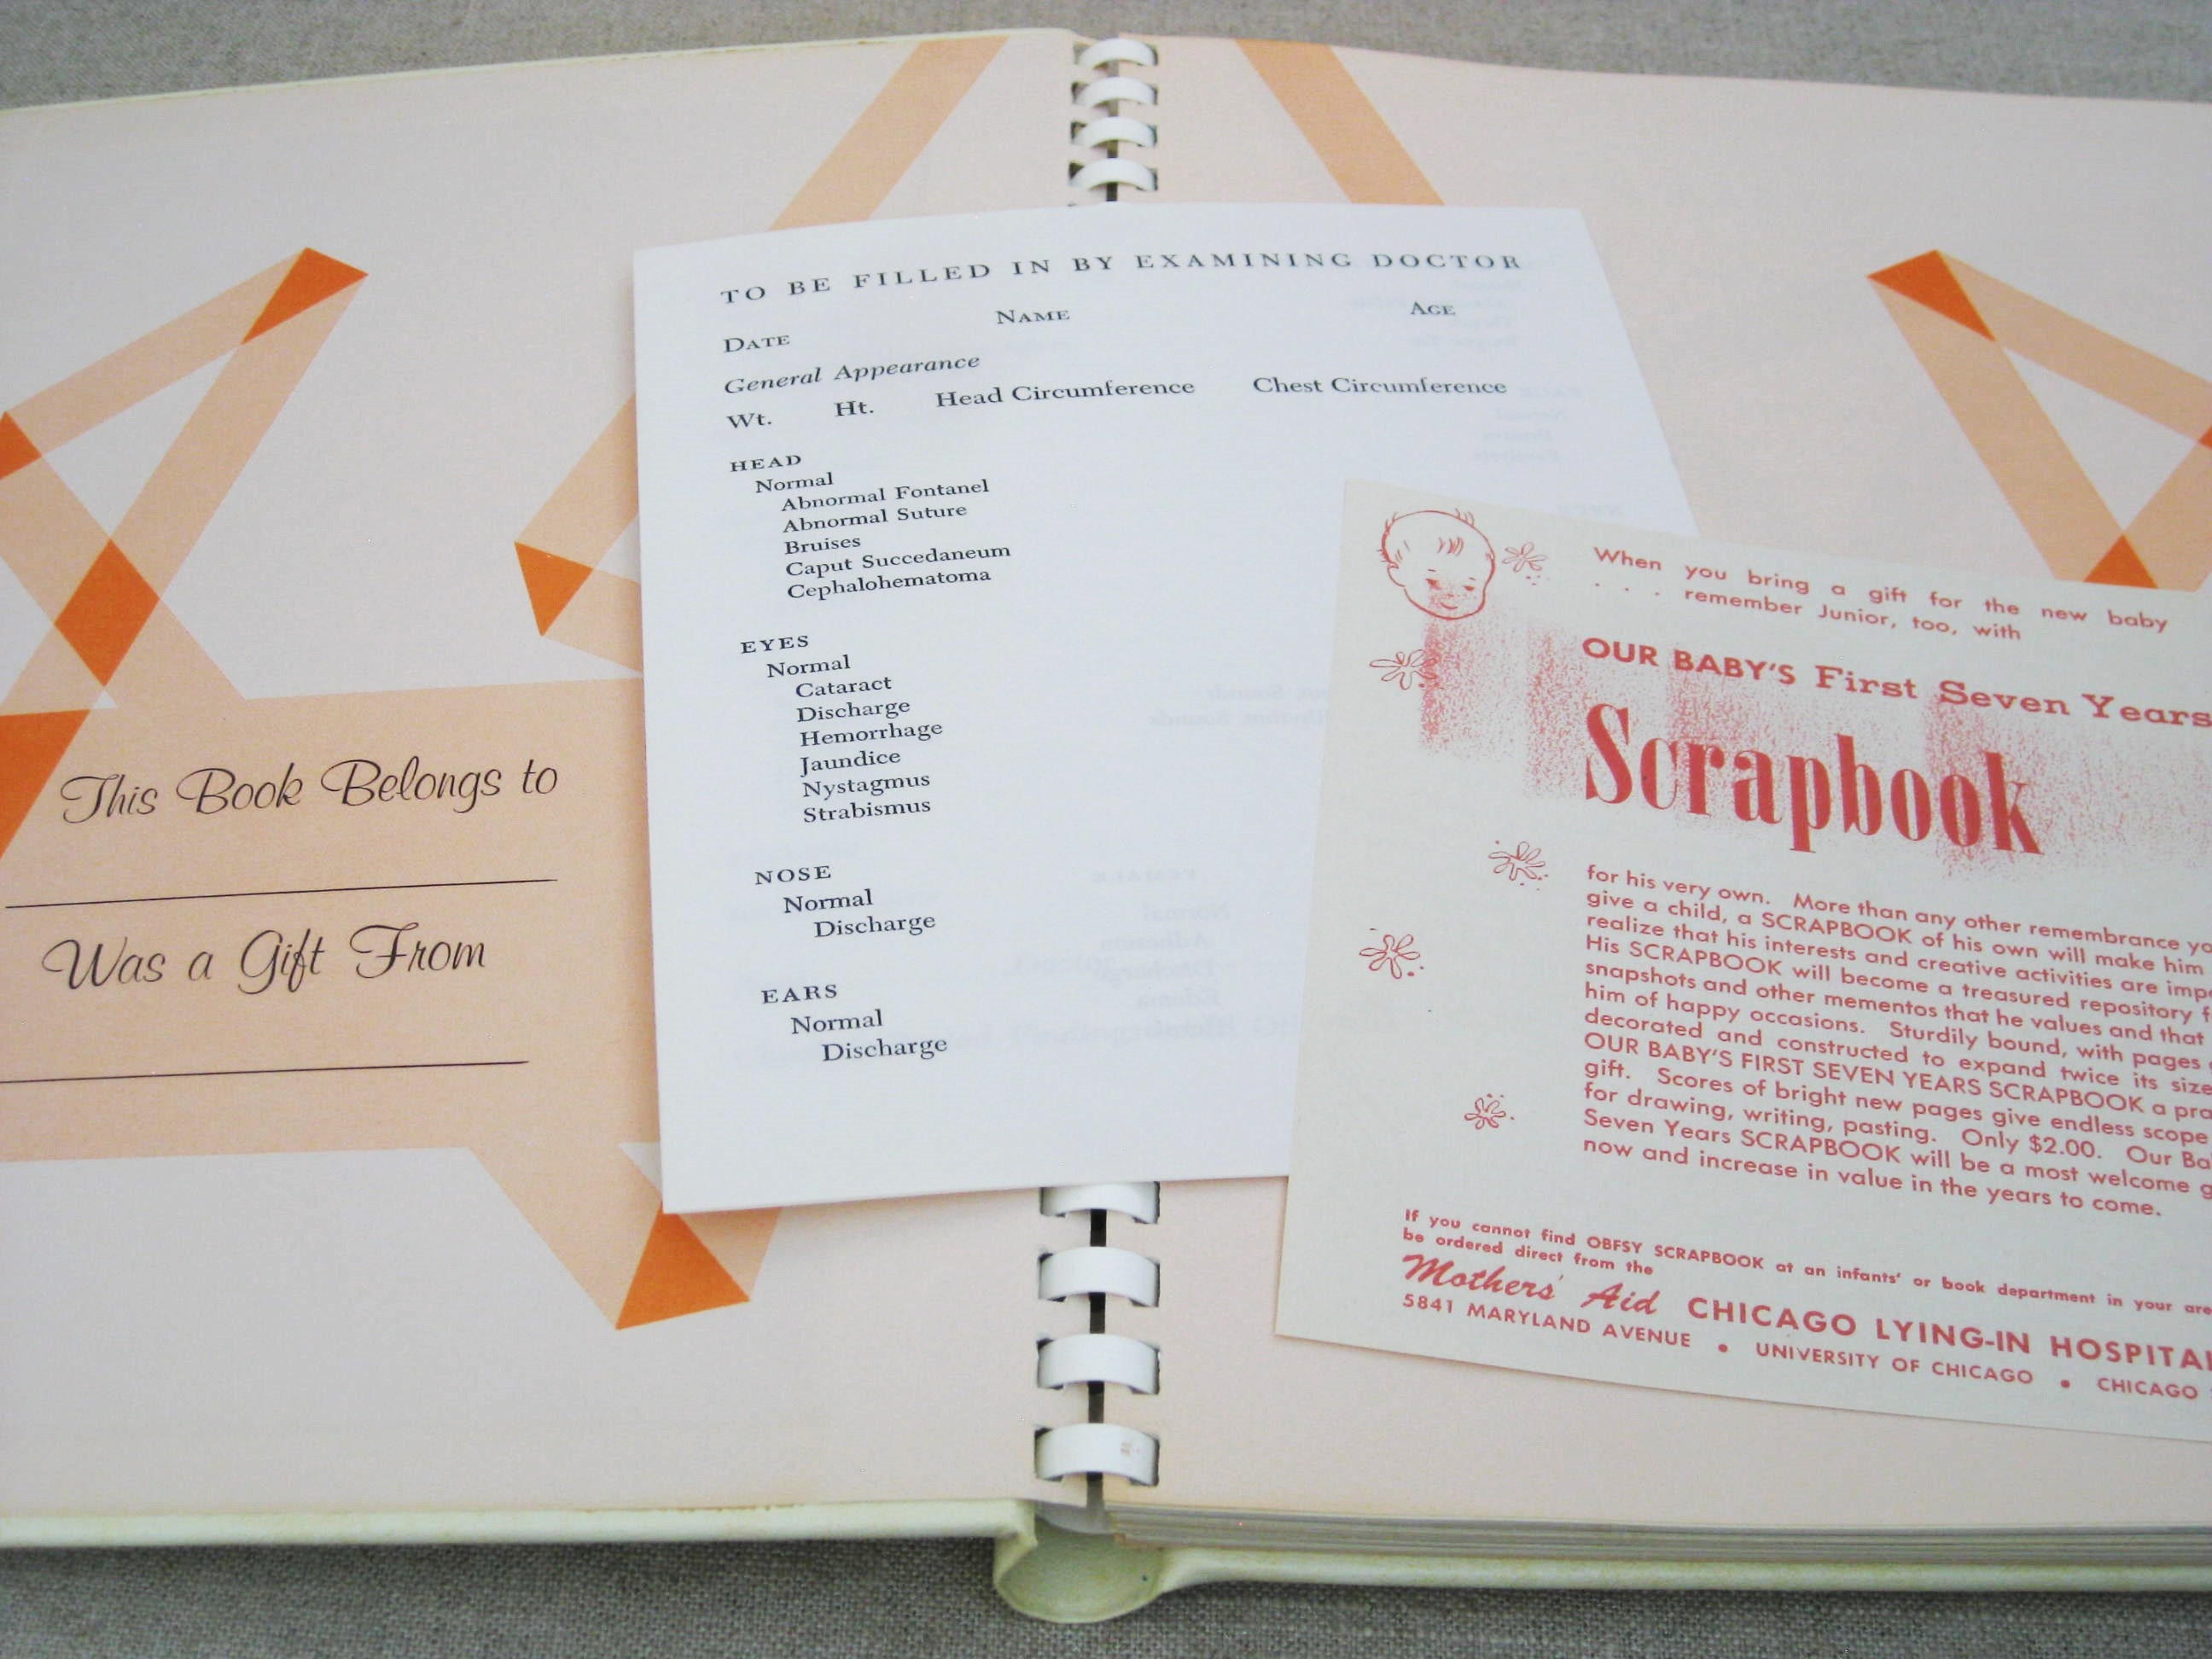 This Book Belongs to
Was a Gift From
TO BE FILLED IN BY EXAMINING DOCTOR
DATE NAME AGE
General Appearance
Wt. Ht. Head Circumference Chest Circumference
HEAD
Normal
Abnormal Fontanel
Abnormal Suture
Bruises
Caput Succedaneum
Cephalohematoma
EYES
Normal
Cataract
Discharge
Hemorrhage
Jaundice
Nystagmus
Strabismus
NOSE
Normal
Discharge
EARS
Normal
Discharge
When you bring a gift for the new baby
. . . remember Junior, too, with
OUR BABY'S First Seven Years
Scrapbook
for his very own. More than any other remembrance
give a child, a SCRAPBOOK of his own will make him
realize that his interests and creative activities are
His SCRAPBOOK will become a treasured repository
snapshots and other mementos that he values and that
him of happy occasions. Sturdily bound, with pages
decorated and constructed to expand twice its size
OUR BABY'S FIRST SEVEN YEARS SCRAPBOOK a
gift. Scores of bright new pages give endless scope
for drawing, writing, pasting. Only $2.00. Our
Seven Years SCRAPBOOK will be a most welcome
now and increase in value in the years to come.
If you cannot find OBFSY SCRAPBOOK at an infants' or book department in your
be ordered direct from the
Mothers' Aid CHICAGO LYING-IN HOSPITAL
5841 MARYLAND AVENUE • UNIVERSITY OF CHICAGO • CHICAGO